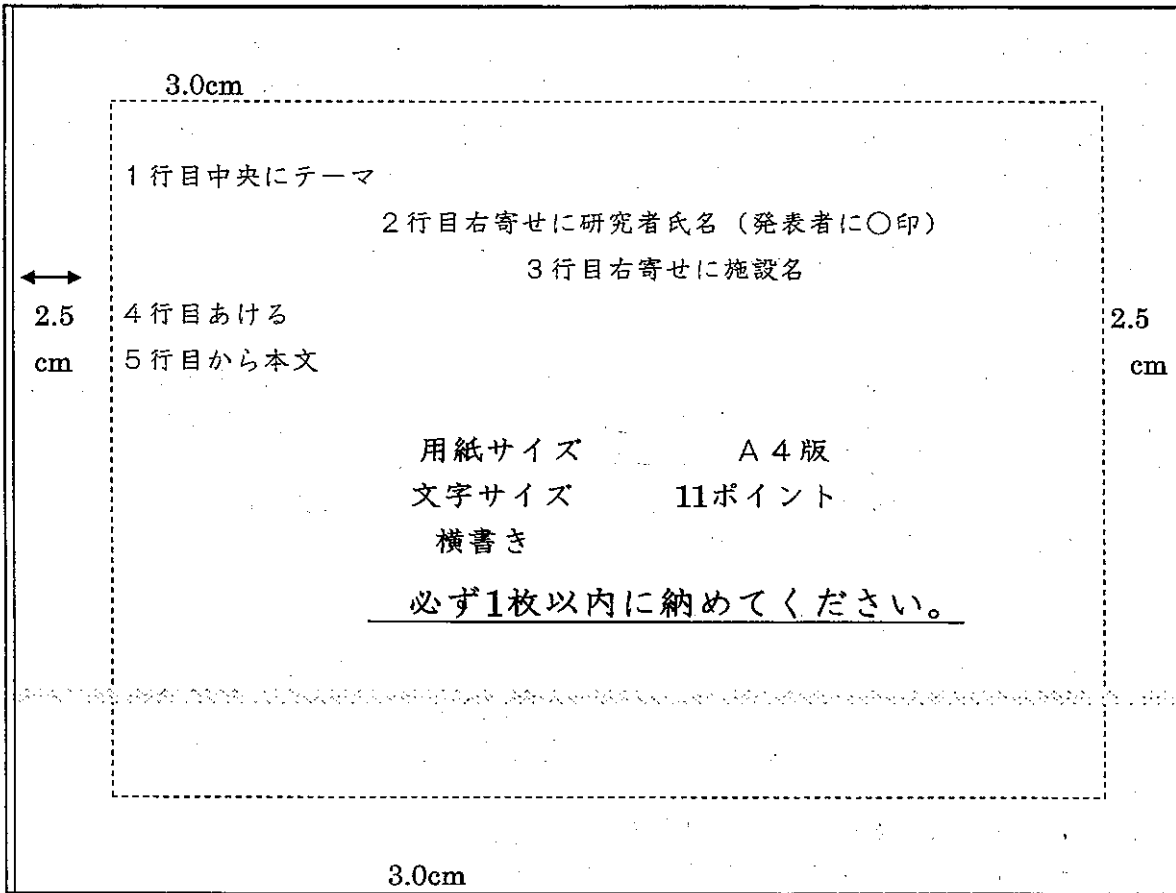 3.0cm
1行目中央にテーマ
2行目右寄せに研究者氏名（発表者に〇印）
3行目右寄せに施設名
2.5
4行目あける
2.5
cm
5行目から本文
cm
用紙サイズ A4版
文字サイズ 11ポイント
横書き
必ず1枚以内に納めてください。
3.0cm